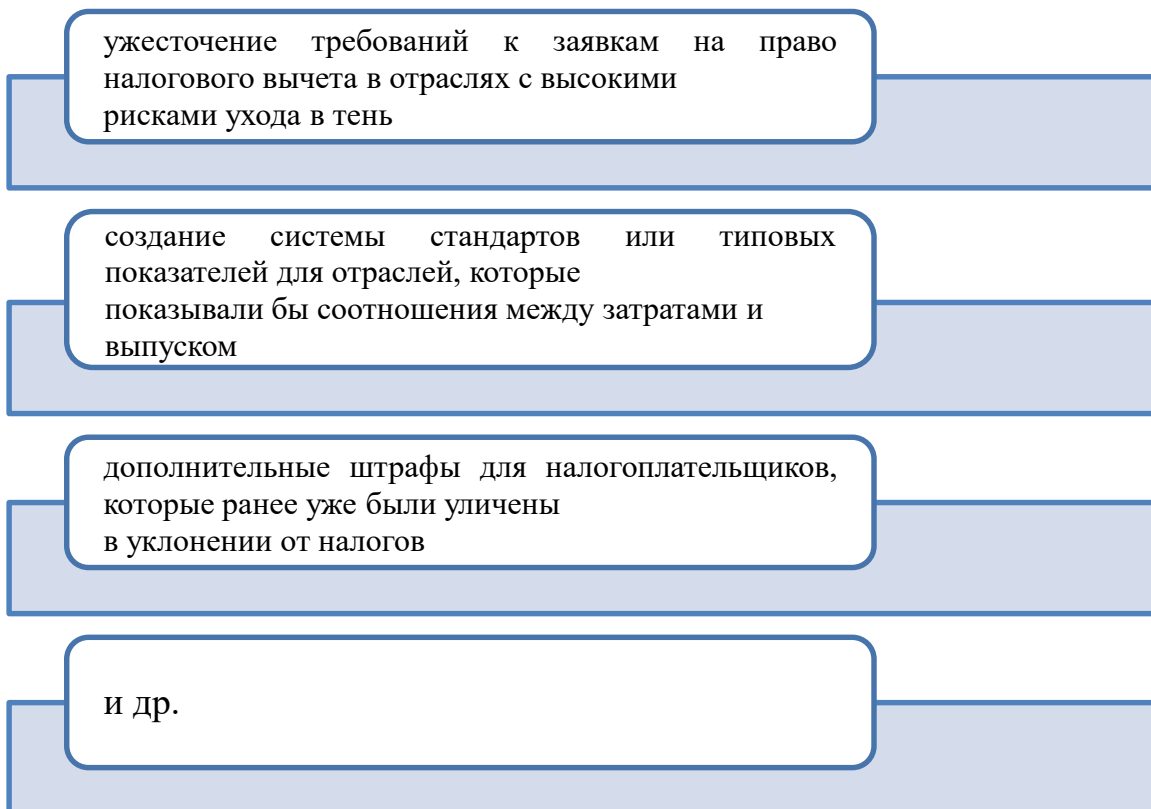 ужесточение требований к заявкам на право
налогового вычета в отраслях с высокими
рисками ухода в тень
создание системы стандартов или типовых
показателей для отраслей, которые
показывали бы соотношения между затратами и
выпуском
дополнительные штрафы для налогоплательщиков,
которые ранее уже были уличены
в уклонении от налогов
и др.